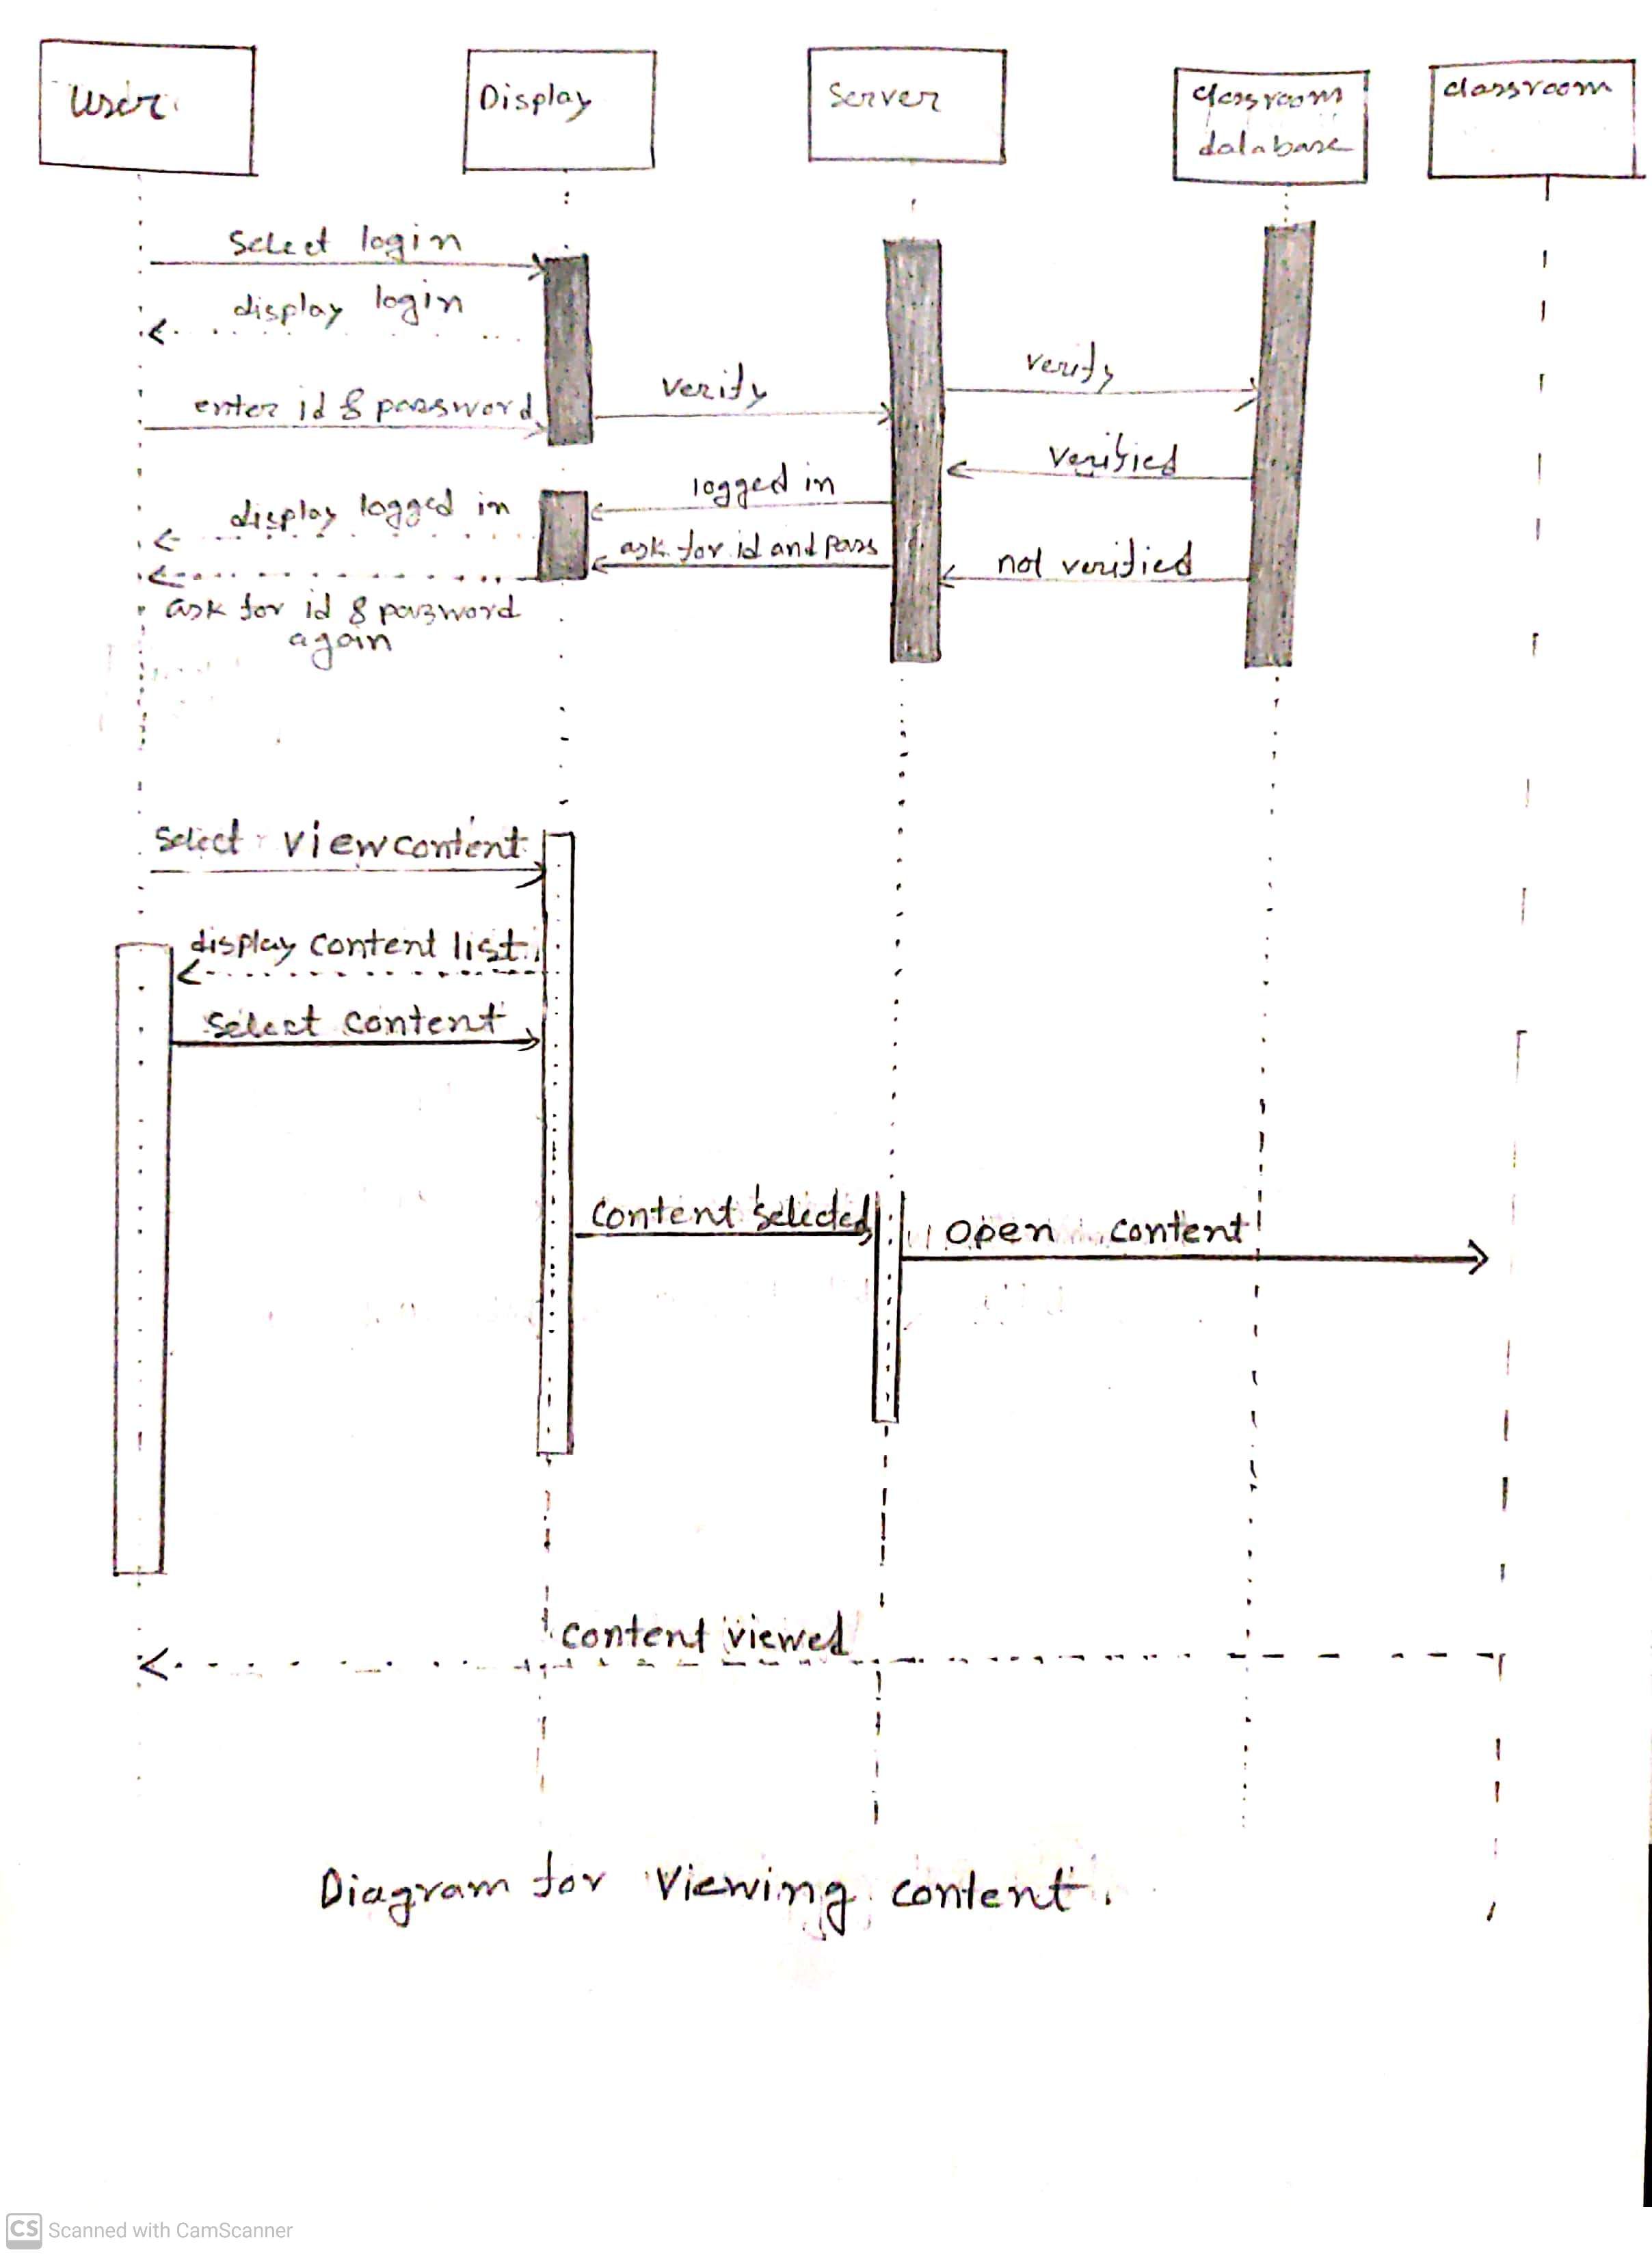 User
Display
Server
classroom
database
classroom
Select login
display login
enter id & password
verify
verify
verified
logged in
display logged in
ask for id and pass
not verified
ask for id & password
again
Select viewcontent
display content list
Select content
Content selected
Open content
Content viewed
Diagram for Viewing content.
CS Scanned with CamScanner